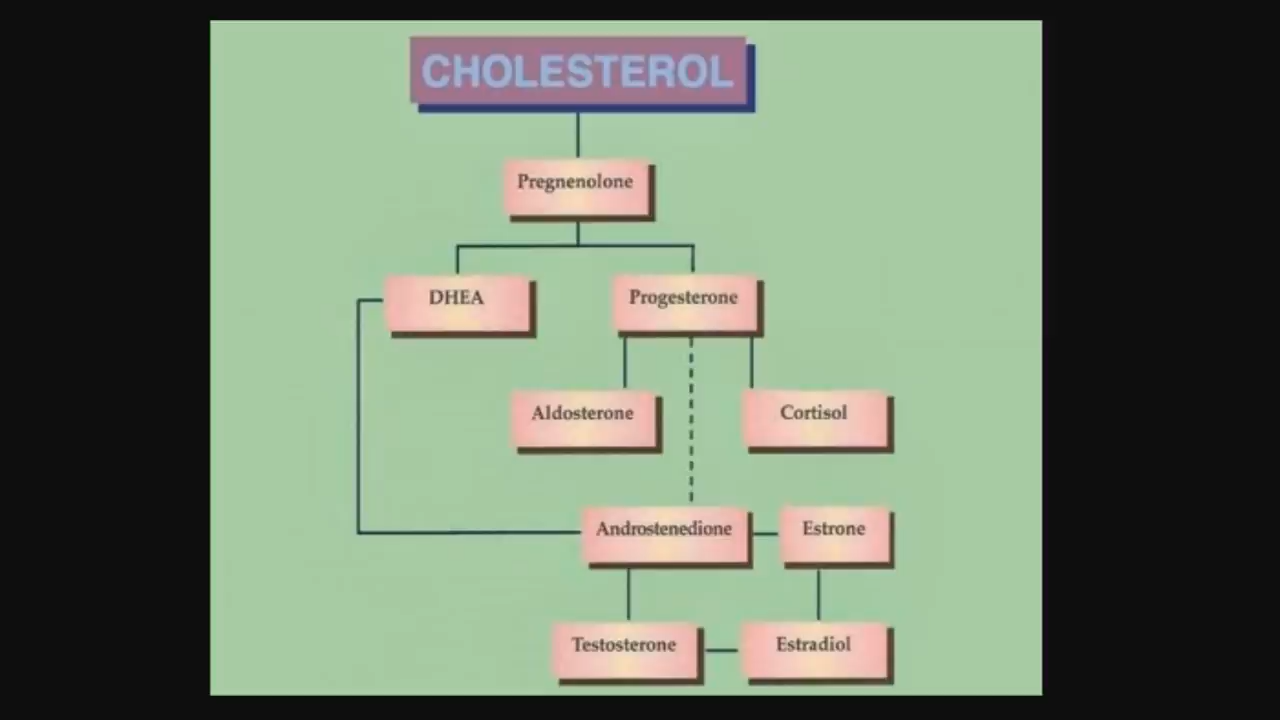 CHOLESTEROL
Pregnenolone
DHEA
Progesterone
Aldosterone
Cortisol
Androstenedione
Estrone
Testosterone
Estradiol